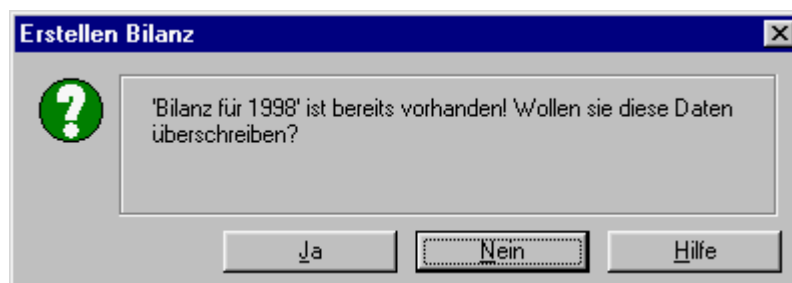 Erstellen Bilanz
'Bilanz für 1998' ist bereits vorhanden! Wollen sie diese Daten
überschreiben?
Ja Nein Hilfe